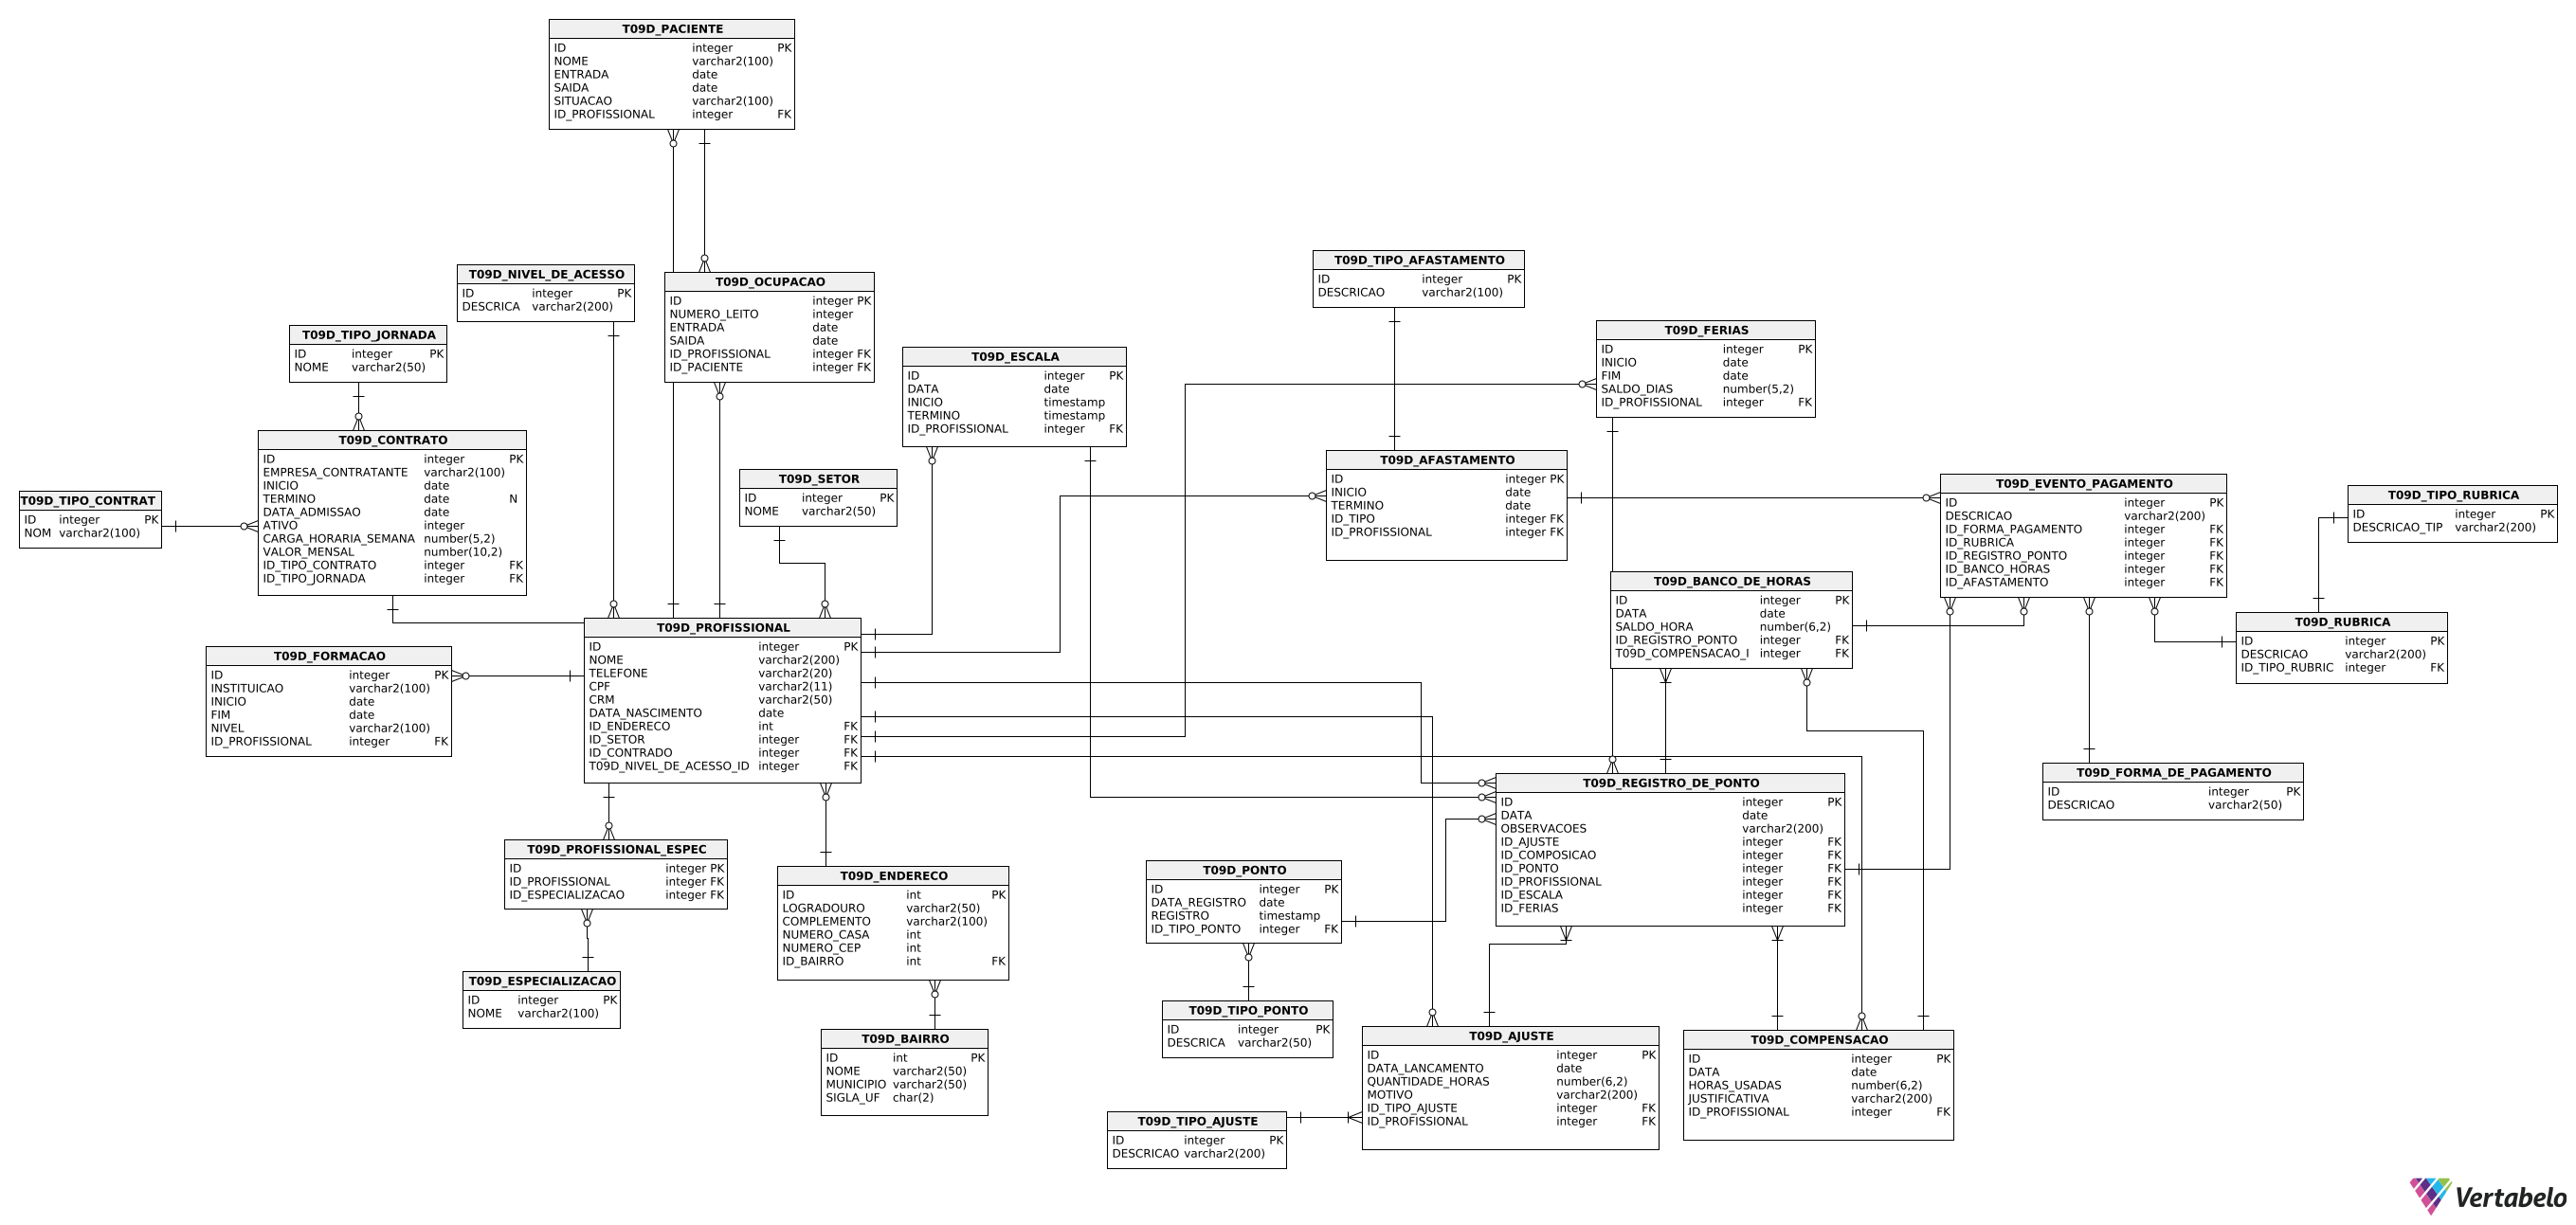 T09D_PACIENTE
ID integer PK
NOME varchar2(100)
ENTRADA date
SAIDA date
SITUACAO varchar2(100)
ID_PROFISSIONAL integer FK
T09D_NIVEL_DE_ACESSO
ID integer PK
DESCRICA varchar2(200)
T09D_OCUPACAO
ID integer PK
NUMERO_LEITO integer
ENTRADA date
SAIDA date
ID_PROFISSIONAL integer FK
ID_PACIENTE integer FK
T09D_TIPO_AFASTAMENTO
ID integer PK
DESCRICAO varchar2(100)
T09D_TIPO_JORNADA
ID integer PK
NOME varchar2(50)
T09D_ESCALA
ID integer PK
DATA date
INICIO timestamp
TERMINO timestamp
ID_PROFISSIONAL integer FK
T09D_FERIAS
ID integer PK
INICIO date
FIM date
SALDO_DIAS number(5,2)
ID_PROFISSIONAL integer FK
T09D_CONTRATO
ID integer PK
EMPRESA_CONTRATANTE varchar2(100)
INICIO date
TERMINO date N
DATA_ADMISSAO date
ATIVO integer
CARGA_HORARIA_SEMANA number(5,2)
VALOR_MENSAL number(10,2)
ID_TIPO_CONTRATO integer FK
ID_TIPO_JORNADA integer FK
T09D_TIPO_CONTRAT
ID integer PK
NOM varchar2(100)
T09D_SETOR
ID integer PK
NOME varchar2(50)
T09D_AFASTAMENTO
ID integer PK
INICIO date
TERMINO date
ID_TIPO integer FK
ID_PROFISSIONAL integer FK
T09D_EVENTO_PAGAMENTO
ID integer PK
DESCRICAO varchar2(200)
ID_FORMA_PAGAMENTO integer FK
ID_RUBRICA integer FK
ID_REGISTRO_PONTO integer FK
ID_BANCO_HORAS integer FK
ID_AFASTAMENTO integer FK
T09D_TIPO_RUBRICA
ID integer PK
DESCRICAO_TIP varchar2(200)
T09D_BANCO_DE_HORAS
ID integer PK
DATA date
SALDO_HORA number(6,2)
ID_REGISTRO_PONTO integer FK
T09D_COMPENSACAO_I integer FK
T09D_RUBRICA
ID integer PK
DESCRICAO varchar2(200)
ID_TIPO_RUBRIC integer FK
T09D_PROFISSIONAL
ID integer PK
NOME varchar2(200)
TELEFONE varchar2(20)
CPF varchar2(11)
CRM varchar2(50)
DATA_NASCIMENTO date
ID_ENDERECO int FK
ID_SETOR integer FK
ID_CONTRADO integer FK
T09D_NIVEL_DE_ACESSO_ID integer FK
T09D_FORMACAO
ID integer PK
INSTITUICAO varchar2(100)
INICIO date
FIM date
NIVEL varchar2(100)
ID_PROFISSIONAL integer FK
T09D_REGISTRO_DE_PONTO
ID integer PK
DATA date
OBSERVACOES varchar2(200)
ID_AJUSTE integer FK
ID_COMPOSICAO integer FK
ID_PONTO integer FK
ID_PROFISSIONAL integer FK
ID_ESCALA integer FK
ID_FERIAS integer FK
T09D_FORMA_DE_PAGAMENTO
ID integer PK
DESCRICAO varchar2(50)
T09D_PROFISSIONAL_ESPEC
ID integer PK
ID_PROFISSIONAL integer FK
ID_ESPECIALIZACAO integer FK
T09D_ENDERECO
ID int PK
LOGRADOURO varchar2(50)
COMPLEMENTO varchar2(100)
NUMERO_CASA int
NUMERO_CEP int
ID_BAIRRO int FK
T09D_PONTO
ID integer PK
DATA_REGISTRO date
REGISTRO timestamp
ID_TIPO_PONTO integer FK
T09D_ESPECIALIZACAO
ID integer PK
NOME varchar2(100)
T09D_BAIRRO
ID int PK
NOME varchar2(50)
MUNICIPIO varchar2(50)
SIGLA_UF char(2)
T09D_TIPO_PONTO
ID integer PK
DESCRICA varchar2(50)
T09D_AJUSTE
ID integer PK
DATA_LANCAMENTO date
QUANTIDADE_HORAS number(6,2)
MOTIVO varchar2(200)
ID_TIPO_AJUSTE integer FK
ID_PROFISSIONAL integer FK
T09D_COMPENSACAO
ID integer PK
DATA date
HORAS_USADAS number(6,2)
JUSTIFICATIVA varchar2(200)
ID_PROFISSIONAL integer FK
T09D_TIPO_AJUSTE
ID integer PK
DESCRICAO varchar2(200)
Vertabelo